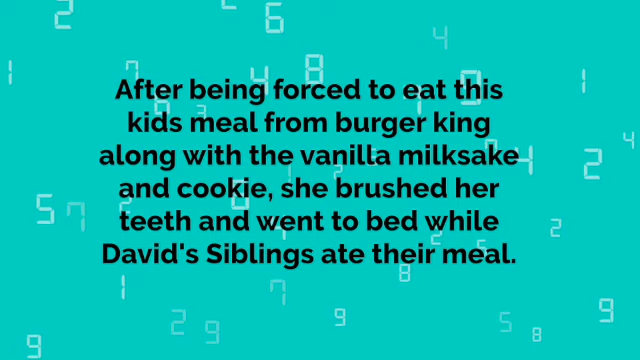 After being forced to eat this
kids meal from burger king
along with the vanilla milksake
and cookie, she brushed her
teeth and went to bed while
David's Siblings ate their meal.